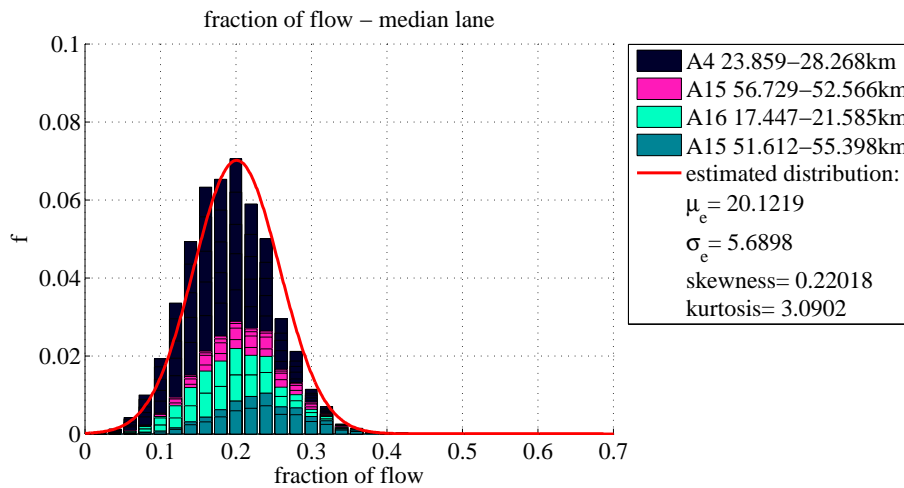 fraction of flow − median lane
0.1
0.08
0.06
0.04
0.02
0
f
0 0.1 0.2 0.3 0.4 0.5 0.6 0.7
fraction of flow
A4 23.859−28.268km
A15 56.729−52.566km
A16 17.447−21.585km
A15 51.612−55.398km
estimated distribution:
μe= 20.1219
σe= 5.6898
skewness= 0.22018
kurtosis= 3.0902